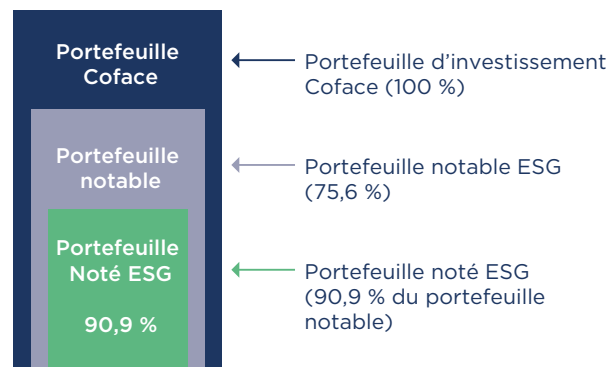 Portefeuille
Coface
Portefeuille d’investissement
Coface (100 %)
Portefeuille
notable
Portefeuille notable ESG
(75,6 %)
Portefeuille
Noté ESG
90,9 %
Portefeuille noté ESG
(90,9 % du portefeuille
notable)